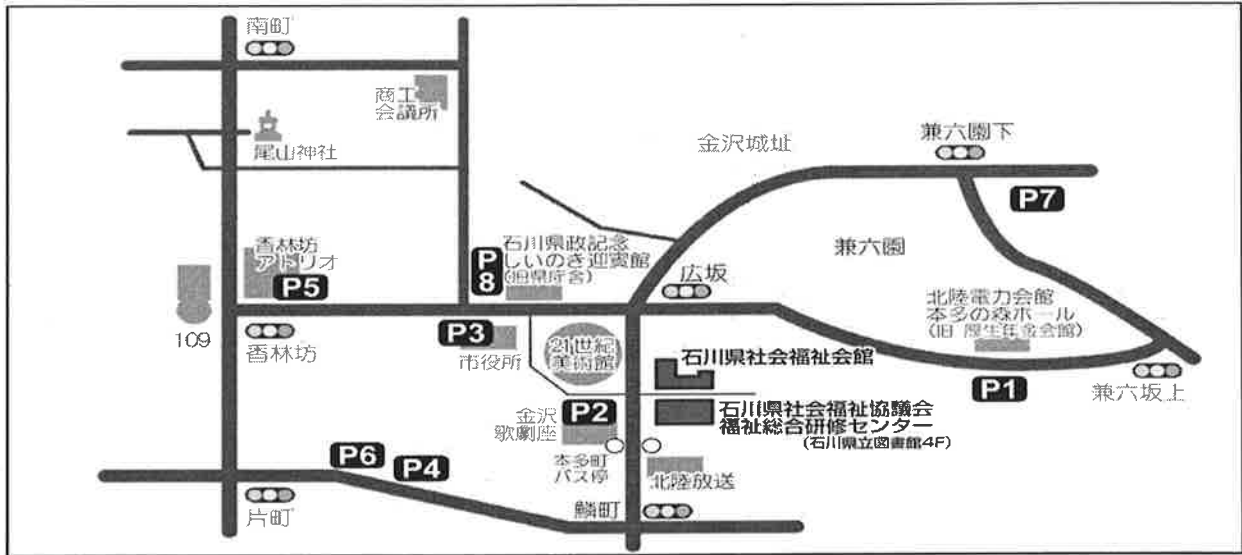 南町
商工
会議所
尾山神社
金沢城址
兼六園下
P7
香林坊
アトリオ
P5
P
8
石川県政記念
しいのき迎賓館
(旧県庁舎)
広坂
兼六園
北陸電力会館
本多の森ホール
(旧 厚生年金会館)
109
香林坊
P3
市役所
21世紀
美術館
石川県社会福祉会館
P1
兼六坂上
金沢
歌劇座
P2
石川県社会福祉協議会
福祉総合研修センター
(石川県立図書館4F)
P6
P4
本多町
バス停
北陸放送
片町
鱗町